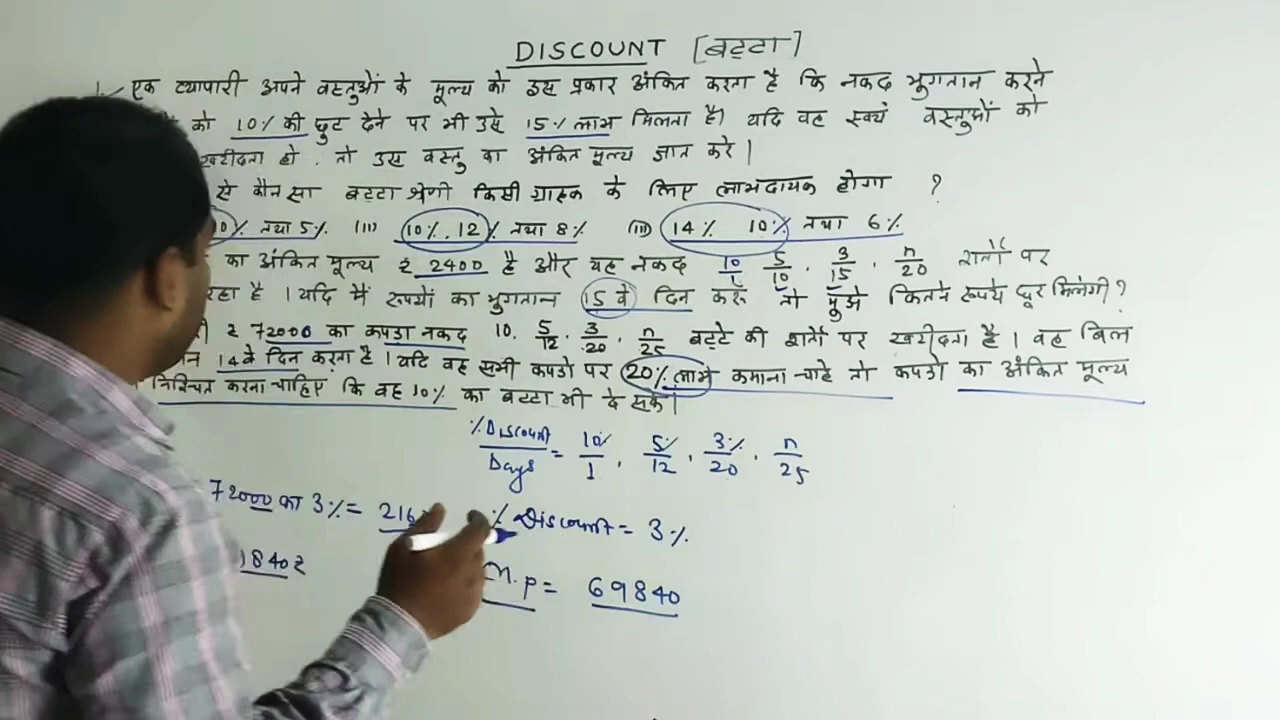 DISCOUNT [बट्टा]
1. एक व्यापारी अपने वस्तुओं के मूल्य को इस प्रकार अंकित करता है कि नकद भुगतान करने
को 10% की छुट देने पर भी उसे 15% लाभ मिलता है। यदि वह स्वयं वस्तुओं को
खरीदता हो . तो उस वस्तु का अंकित मूल्य ज्ञात करे।
से कौन सा बट्टा श्रेणी किसी ग्राहक के लिए लाभदायक होगा ?
10% तथा 5% (ii) 10%, 12% तथा 8% (iii) 14% 10% तथा 6%
का अंकित मूल्य ₹ 2400 है और यह नकद 10/1 5/10 . 3/15 . n/20 शर्तों पर
रहा है । यदि मैं रूपयों का भुगतान 15 वे दिन करू तो मुझे कितने रूपये छूट मिलेगी ?
₹ 72000 का कपडा नकद 10. 5/12 . 3/20 . n/25 बट्टे की शर्तों पर खरीदता है । वह बिल
14 वे दिन करता है । यदि वह सभी कपडो पर 20% लाभ कमाना चाहे तो कपडो का अंकित मूल्य
निश्चित करना चाहिए कि वह 10% का बट्टा भी दे सके।
% Discount/Days = 10%/1 , 5%/12 , 3%/20 , n/25
72000 का 3% = 216 % Discount = 3%
840₹ M.p = 69840